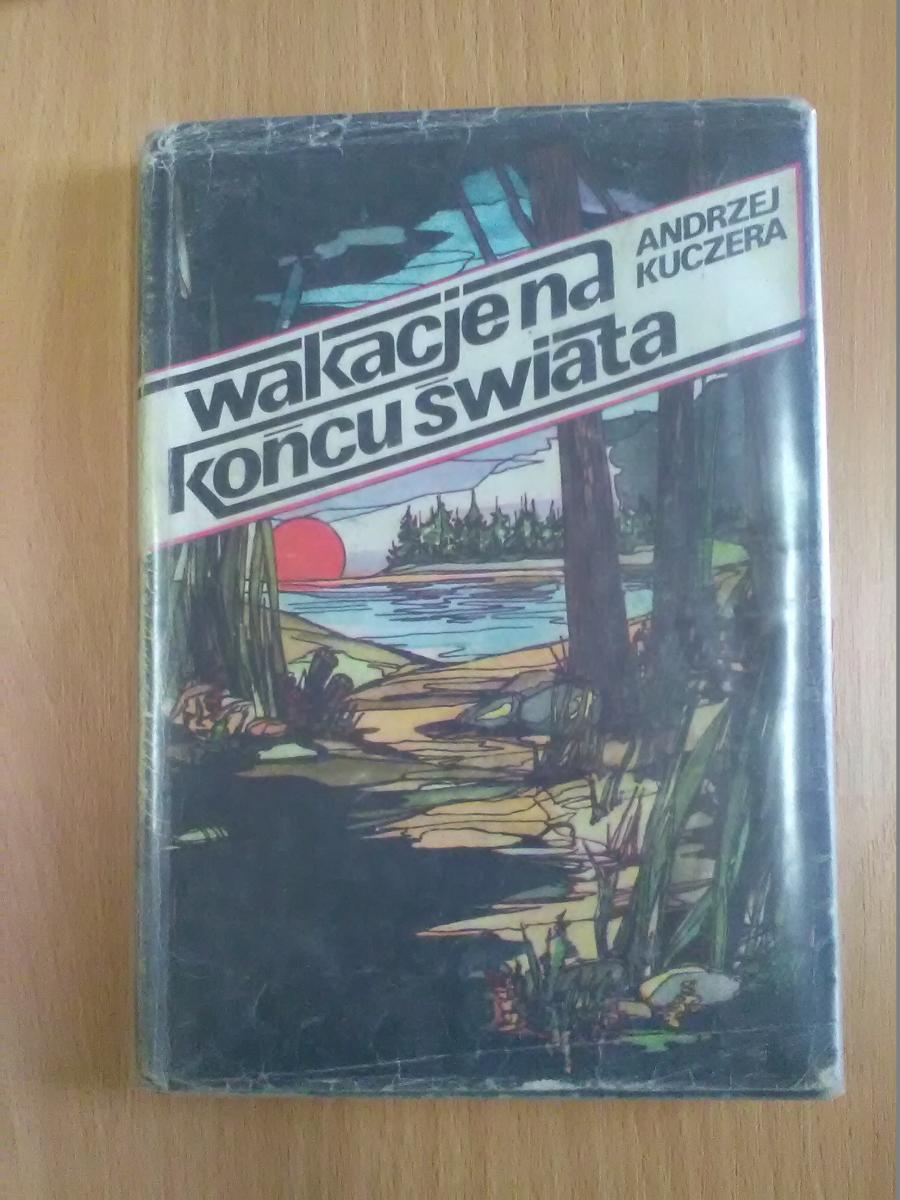 ANDRZEJ
KUCZERA
wakacje na
końcu świata